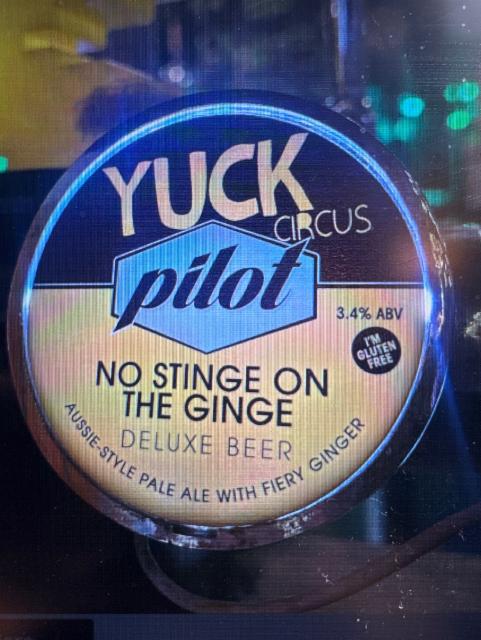 YUCK
CIRCUS
pilot
3.4% ABV
I'M
GLUTEN
FREE
NO STINGE ON
THE GINGE
DELUXE BEER
AUSSIE-STYLE PALE ALE WITH FIERY GINGER